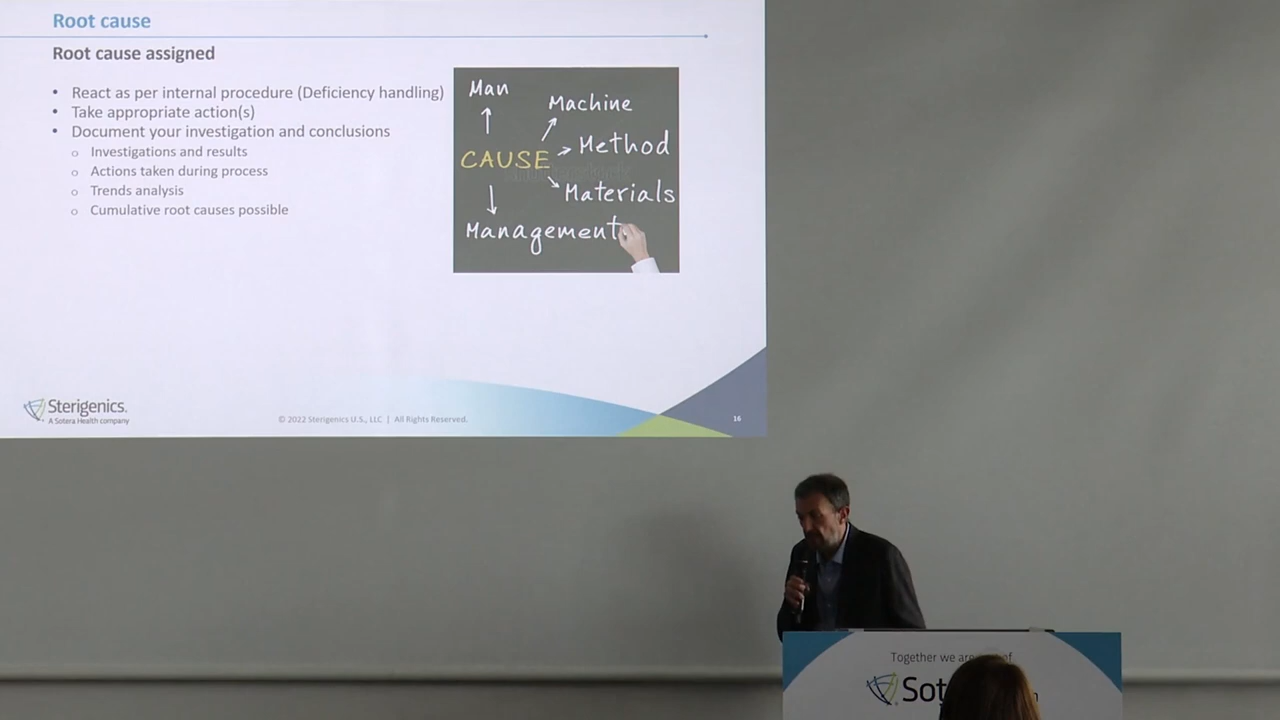 Root cause
Root cause assigned
• React as per internal procedure (Deficiency handling)
• Take appropriate action(s)
• Document your investigation and conclusions
o Investigations and results
o Actions taken during process
o Trends analysis
o Cumulative root causes possible
Man
Machine
CAUSE
Method
Materials
Management
Sterigenics.
A Sotera Health company
© 2022 Sterigenics U.S., LLC | All Rights Reserved.
16
Together we are of
Sot